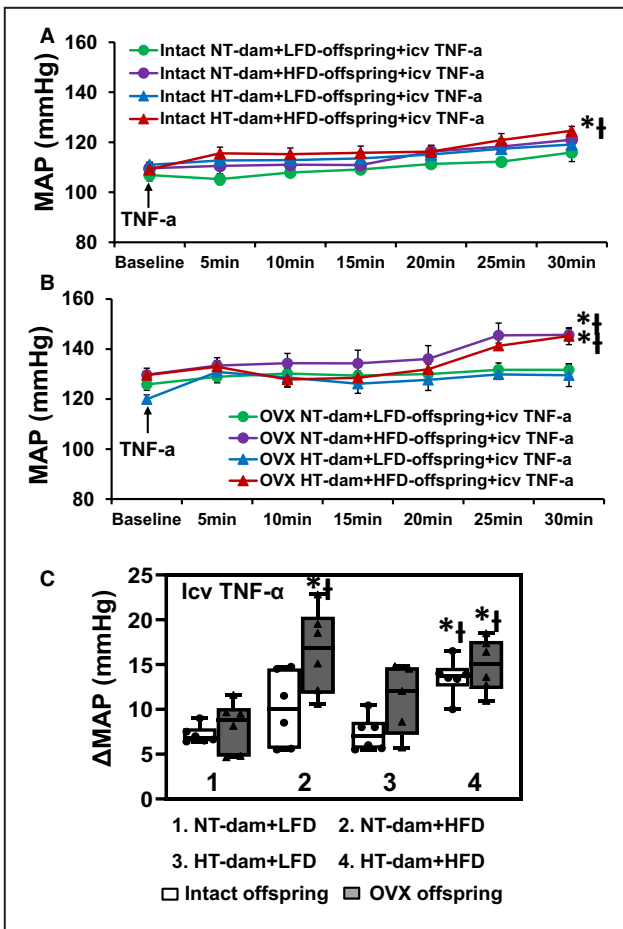 A
160
Intact NT-dam+LFD-offspring+icv TNF-a
Intact NT-dam+HFD-offspring+icv TNF-a
140
Intact HT-dam+LFD-offspring+icv TNF-a
Intact HT-dam+HFD-offspring+icv TNF-a
120
*ƚ
100
TNF-a
80
MAP (mmHg)
Baseline 5min 10min 15min 20min 25min 30min
B
160
*ƚ
140
*ƚ
120
TNF-a
OVX NT-dam+LFD-offspring+icv TNF-a
OVX NT-dam+HFD-offspring+icv TNF-a
100
OVX HT-dam+LFD-offspring+icv TNF-a
OVX HT-dam+HFD-offspring+icv TNF-a
80
MAP (mmHg)
Baseline 5min 10min 15min 20min 25min 30min
C
25
Icv TNF-α
*ƚ
20
*ƚ *ƚ
15
10
5
0
ΔMAP (mmHg)
1 2 3 4
1. NT-dam+LFD 2. NT-dam+HFD
3. HT-dam+LFD 4. HT-dam+HFD
Intact offspring OVX offspring